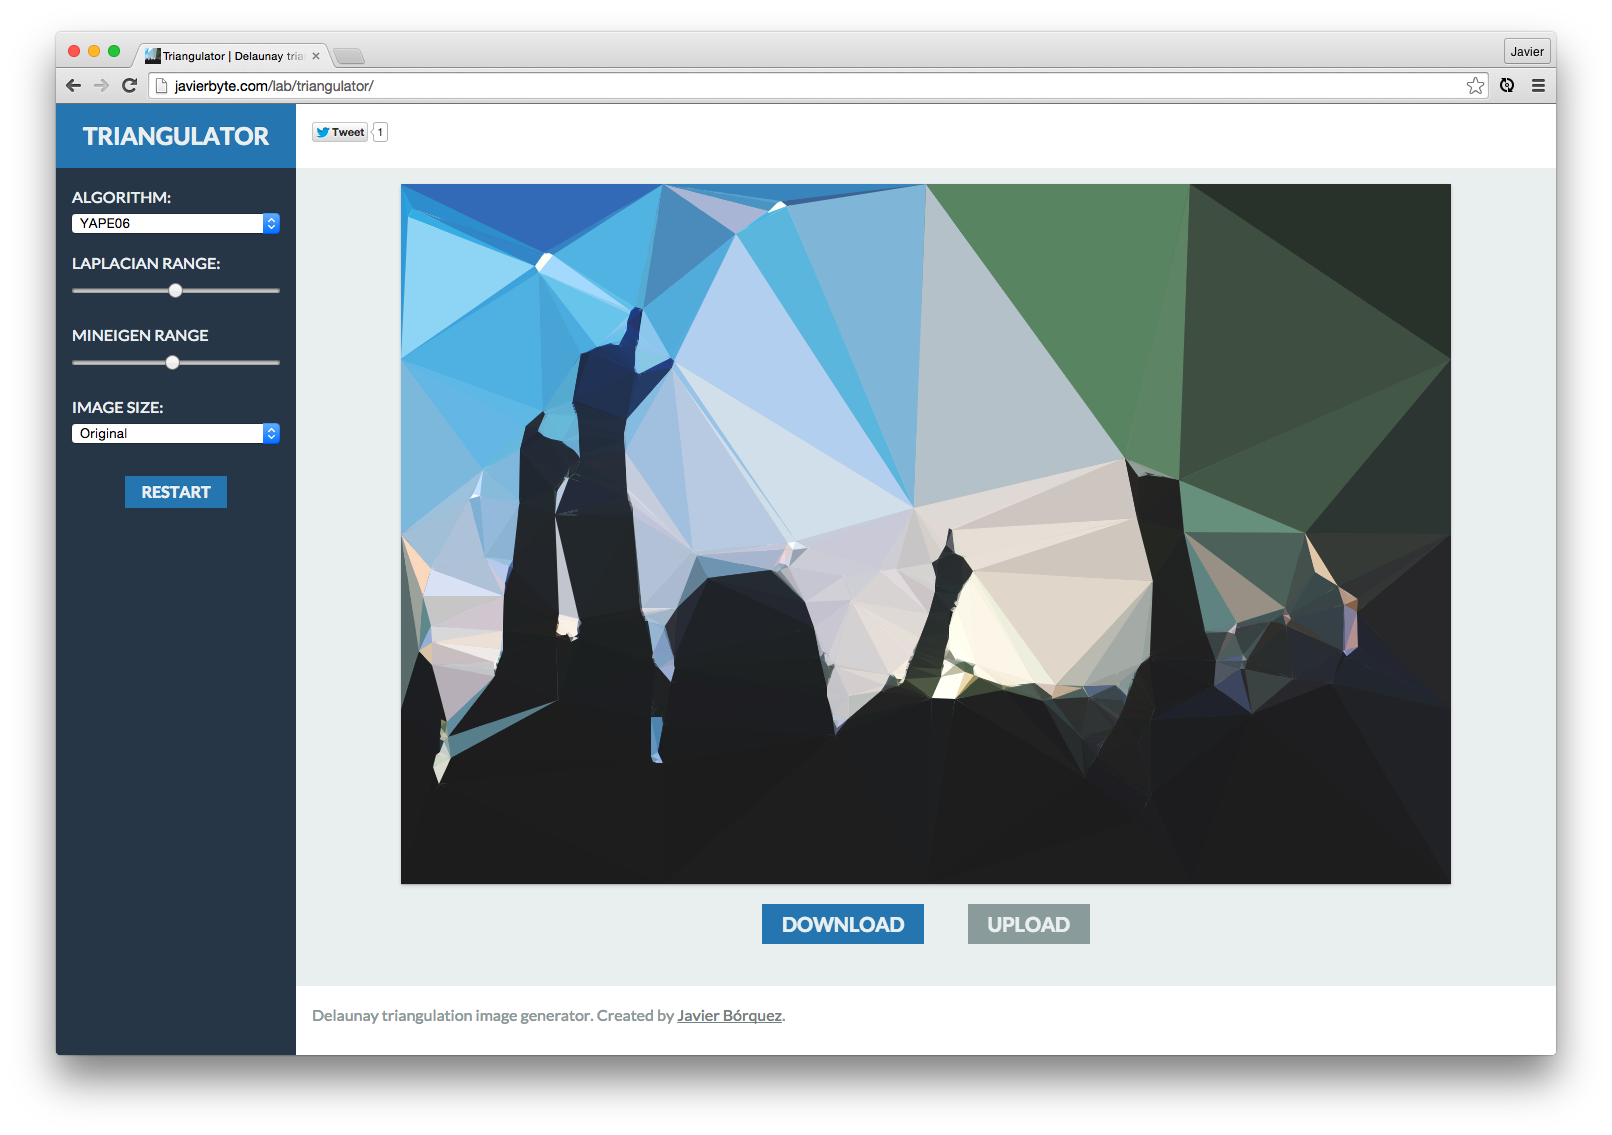 Triangulator | Delaunay tria
Javier
javierbyte.com/lab/triangulator/
TRIANGULATOR
Tweet
1
ALGORITHM:
YAPE06
LAPLACIAN RANGE:
MINEIGEN RANGE
IMAGE SIZE:
Original
RESTART
DOWNLOAD
UPLOAD
Delaunay triangulation image generator. Created by Javier Bórquez.